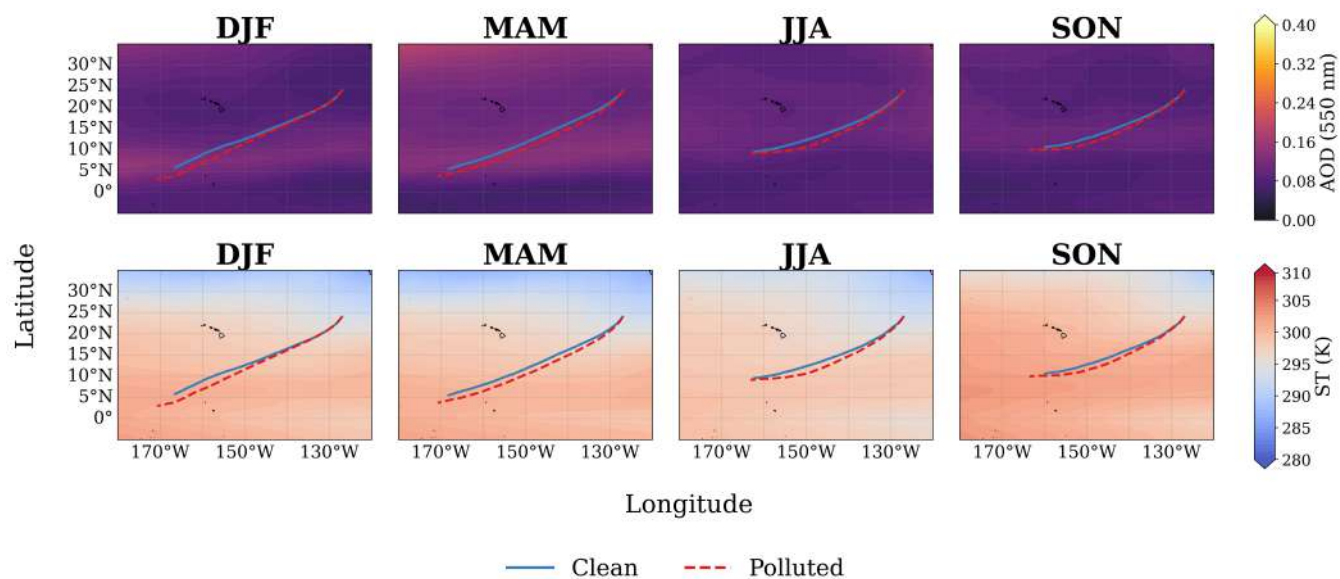 DJF MAM JJA SON
30°N
25°N
20°N
15°N
10°N
5°N
0°
0.40
0.32
0.24
0.16
0.08
0.00
AOD (550 nm)
DJF MAM JJA SON
30°N
25°N
20°N
15°N
10°N
5°N
0°
170°W 150°W 130°W 170°W 150°W 130°W 170°W 150°W 130°W 170°W 150°W 130°W
310
305
300
295
290
285
280
ST (K)
Latitude
Longitude
Clean Polluted